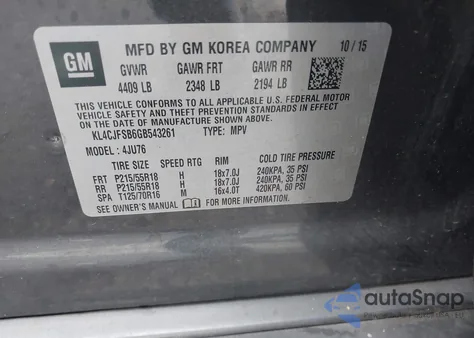 GM
MFD BY GM KOREA COMPANY 10/15
GVWR GAWR FRT GAWR RR
4409 LB 2348 LB 2194 LB
THIS VEHICLE CONFORMS TO ALL APPLICABLE U.S. FEDERAL MOTOR
VEHICLE SAFETY, BUMPER, AND THEFT PREVENTION STANDARDS IN
EFFECT ON THE DATE OF MANUFACTURE SHOWN ABOVE.
KL4CJFSB6GB543261 TYPE: MPV
MODEL: 4JU76
TIRE SIZE SPEED RTG RIM COLD TIRE PRESSURE
FRT P215/55R18 H 18x7.0J 240KPA, 35 PSI
RR P215/55R18 H 18x7.0J 240KPA, 35 PSI
SPA T125/70R16 M 16x4.0T 420KPA, 60 PSI
SEE OWNER'S MANUAL FOR MORE INFORMATION
autoSnap